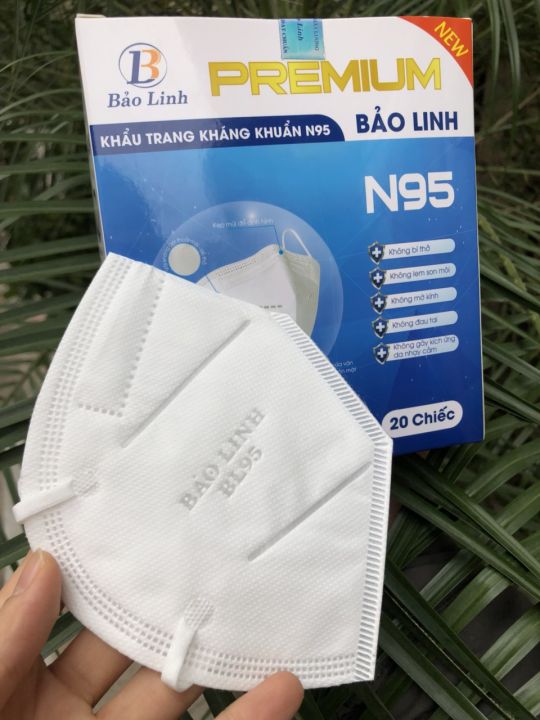 NEW
B
Bảo Linh
PREMIUM
KHẨU TRANG KHÁNG KHUẨN N95
BẢO LINH
N95
Không bí thở
Không lem son môi
Không mờ kính
Không đau tai
Không gây kích ứng
da nhạy cảm
20 Chiếc
BẢO LINH
BL95